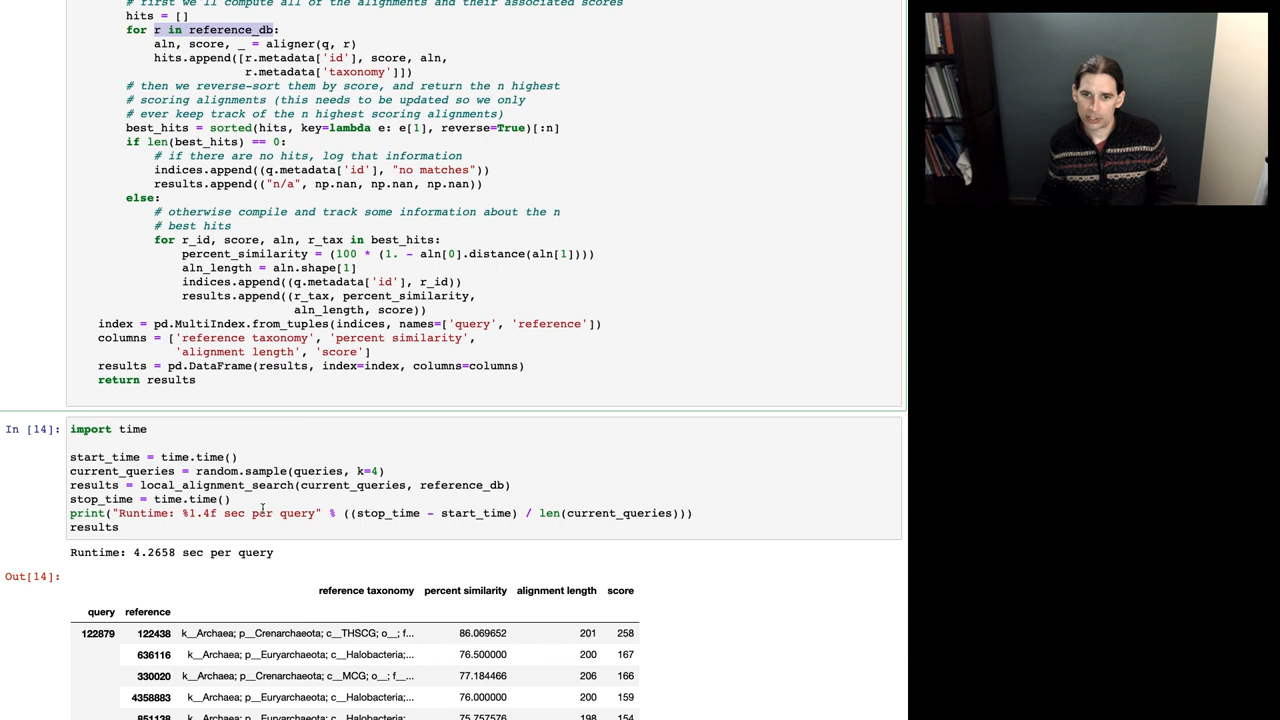 # first we'll compute all of the alignments and their associated scores
hits = []
for r in reference_db:
aln, score, _ = aligner(q, r)
hits.append([r.metadata['id'], score, aln,
r.metadata['taxonomy']])
# then we reverse-sort them by score, and return the n highest
# scoring alignments (this needs to be updated so we only
# ever keep track of the n highest scoring alignments)
best_hits = sorted(hits, key=lambda e: e[1], reverse=True)[:n]
if len(best_hits) == 0:
# if there are no hits, log that information
indices.append((q.metadata['id'], "no matches"))
results.append(("n/a", np.nan, np.nan, np.nan))
else:
# otherwise compile and track some information about the n
# best hits
for r_id, score, aln, r_tax in best_hits:
percent_similarity = (100 * (1. - aln[0].distance(aln[1])))
aln_length = aln.shape[1]
indices.append((q.metadata['id'], r_id))
results.append((r_tax, percent_similarity,
aln_length, score))
index = pd.MultiIndex.from_tuples(indices, names=['query', 'reference'])
columns = ['reference taxonomy', 'percent similarity',
'alignment length', 'score']
results = pd.DataFrame(results, index=index, columns=columns)
return results
In [14]: import time
start_time = time.time()
current_queries = random.sample(queries, k=4)
results = local_alignment_search(current_queries, reference_db)
stop_time = time.time()
print("Runtime: %1.4f sec per query" % ((stop_time - start_time) / len(current_queries)))
results
Runtime: 4.2658 sec per query
Out[14]:
reference taxonomy percent similarity alignment length score
query reference
122879 122438 k__Archaea; p__Crenarchaeota; c__THSCG; o__; f... 86.069652 201 258
636116 k__Archaea; p__Euryarchaeota; c__Halobacteria;... 76.500000 200 167
330020 k__Archaea; p__Crenarchaeota; c__MCG; o__; f__... 77.184466 206 166
4358883 k__Archaea; p__Euryarchaeota; c__Halobacteria;... 76.000000 200 159
851138 k__Archaea; p__Euryarchaeota; c__Halobacteria;... 75.757576 198 154